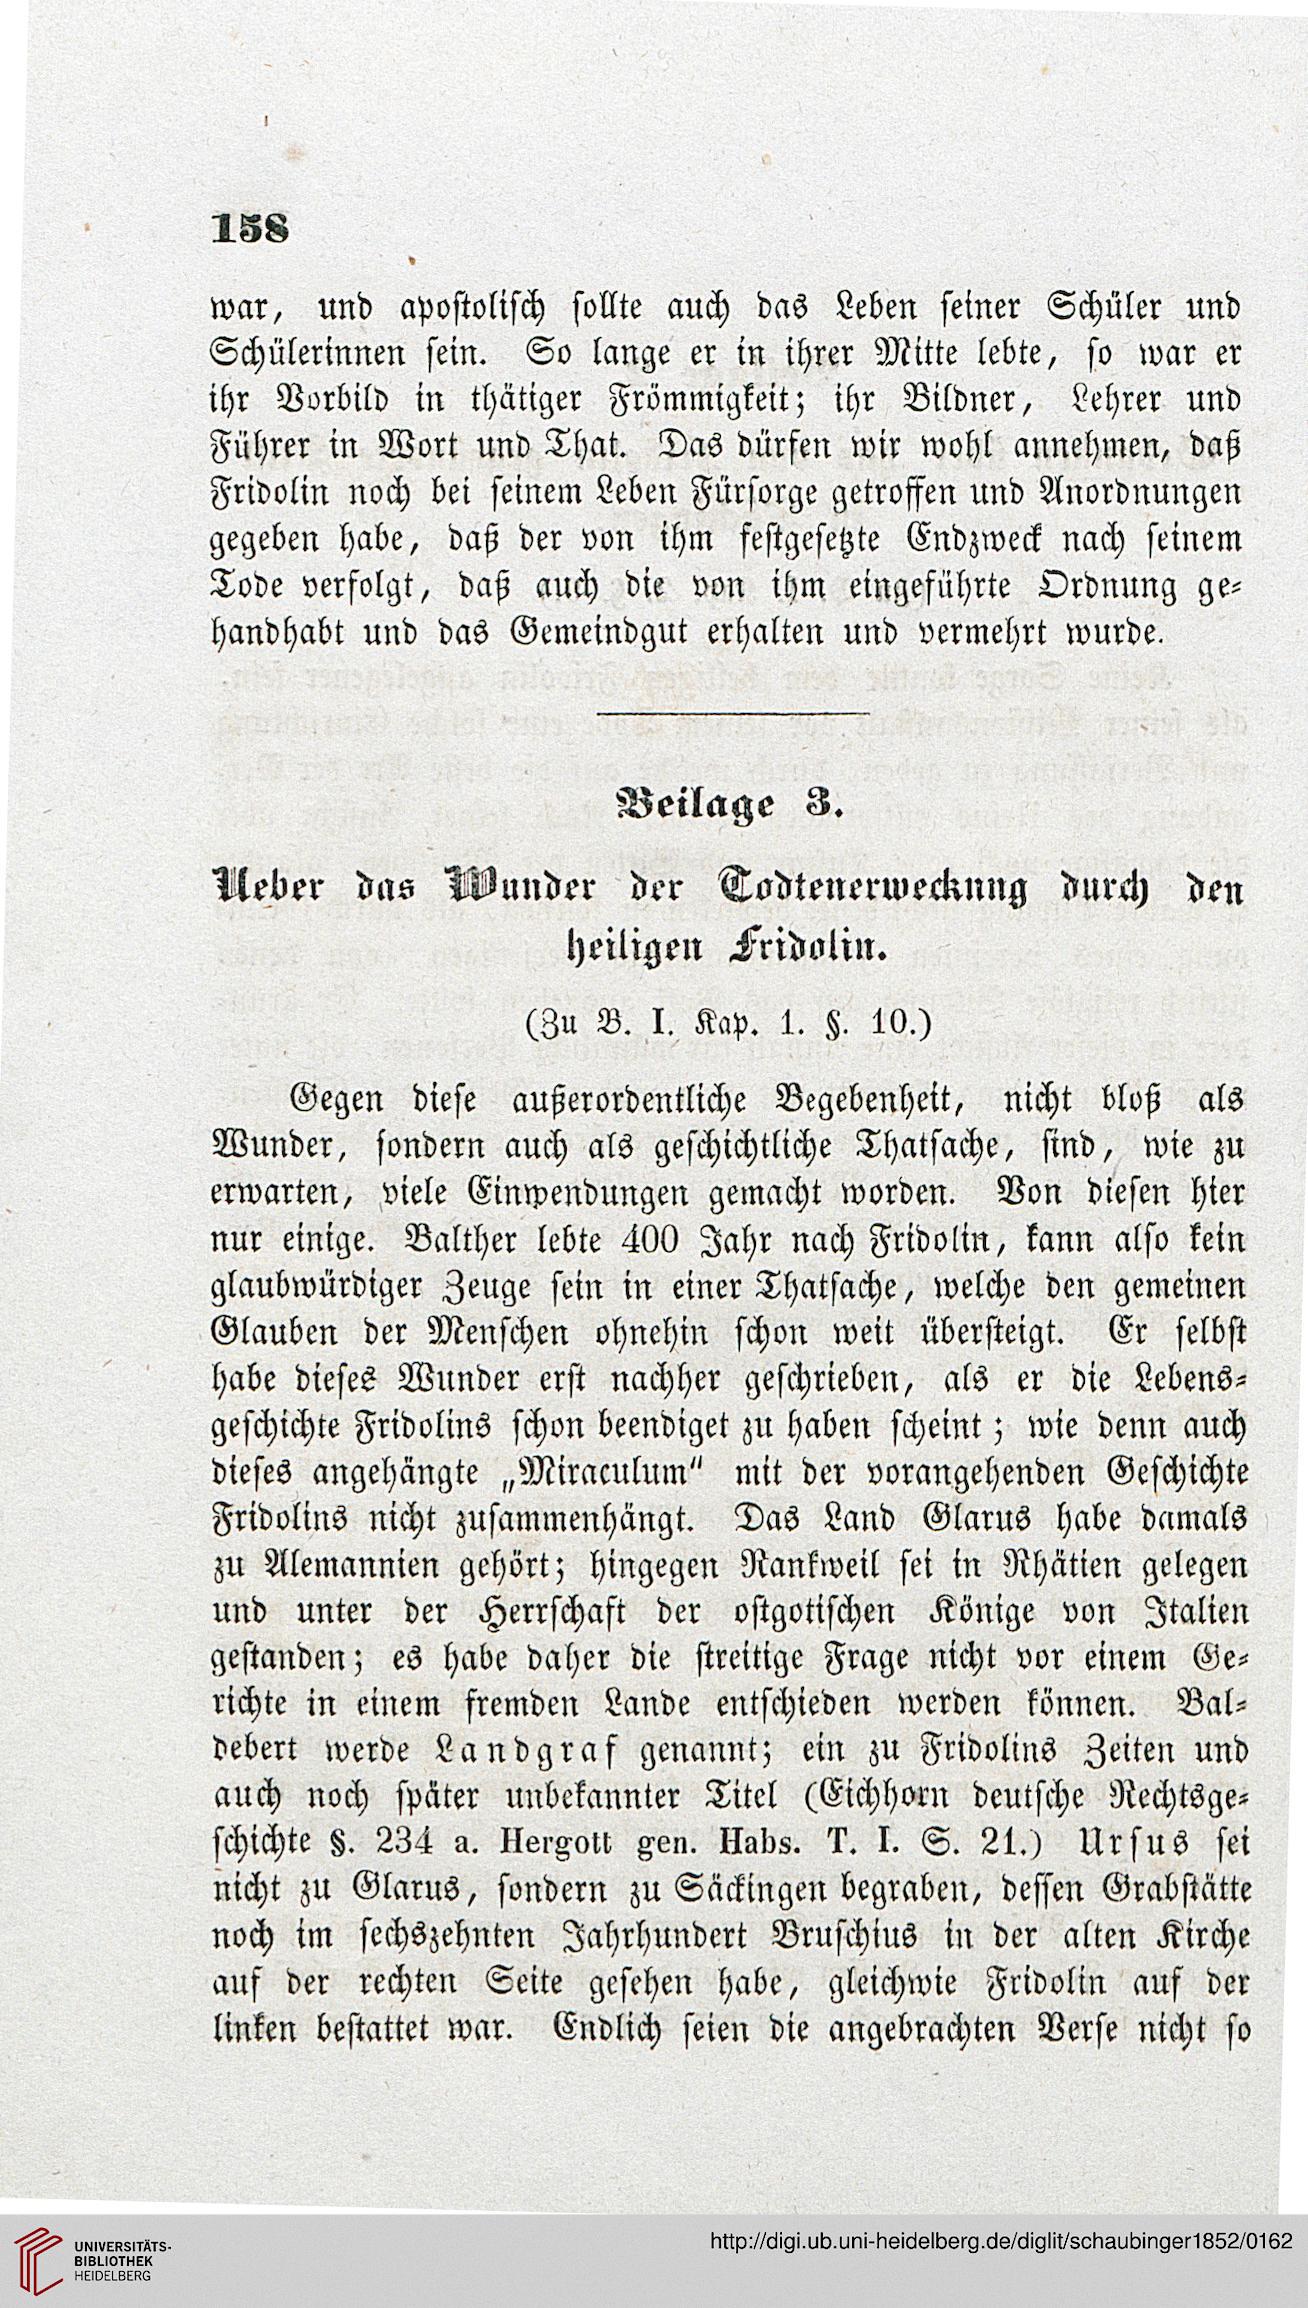 158
war, und apostolisch sollte auch das Leben seiner Schüler und
Schülerinnen sein. So lange er in ihrer Mitte lebte, so war er
ihr Vorbild in thätiger Frömmigkeit; ihr Bildner, Lehrer und
Führer in Wort und That. Das dürfen wir wohl annehmen, daß
Fridolin noch bei seinem Leben Fürsorge getroffen und Anordnungen
gegeben habe, daß der von ihm festgesetzte Endzweck nach seinem
Tode verfolgt, daß auch die von ihm eingeführte Ordnung ge-
handhabt und das Gemeindgut erhalten und vermehrt wurde.
Beilage 3.
Ueber das Wunder der Todtenerweckung durch den
heiligen Fridolin.
(Zu B. I. Kap. 1. §. 10.)
Gegen diese außerordentliche Begebenheit, nicht bloß als
Wunder, sondern auch als geschichtliche Thatsache, sind, wie zu
erwarten, viele Einwendungen gemacht worden. Von diesen hier
nur einige. Balther lebte 400 Jahr nach Fridolin, kann also kein
glaubwürdiger Zeuge sein in einer Thatsache, welche den gemeinen
Glauben der Menschen ohnehin schon weit übersteigt. Er selbst
habe dieses Wunder erst nachher geschrieben, als er die Lebens-
geschichte Fridolins schon beendiget zu haben scheint; wie denn auch
dieses angehängte „Miraculum“ mit der vorangehenden Geschichte
Fridolins nicht zusammenhängt. Das Land Glarus habe damals
zu Alemannien gehört; hingegen Rankweil sei in Rhätien gelegen
und unter der Herrschaft der ostgotischen Könige von Italien
gestanden; es habe daher die streitige Frage nicht vor einem Ge-
richte in einem fremden Lande entschieden werden können. Bal-
debert werde Landgraf genannt; ein zu Fridolins Zeiten und
auch noch später unbekannter Titel (Eichhorn deutsche Rechtsge-
schichte §. 234 a. Hergott gen. Habs. T. I. S. 21.) Ursus sei
nicht zu Glarus, sondern zu Säckingen begraben, dessen Grabstätte
noch im sechszehnten Jahrhundert Bruschius in der alten Kirche
auf der rechten Seite gesehen habe, gleichwie Fridolin auf der
linken bestattet war. Endlich seien die angebrachten Verse nicht so
UNIVERSITÄTS-
BIBLIOTHEK
HEIDELBERG
http://digi.ub.uni-heidelberg.de/diglit/schaubinger1852/0162